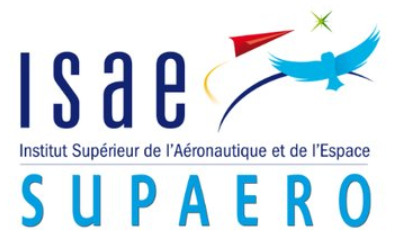 isae
Institut Supérieur de l'Aéronautique et de l'Espace
SUPAERO